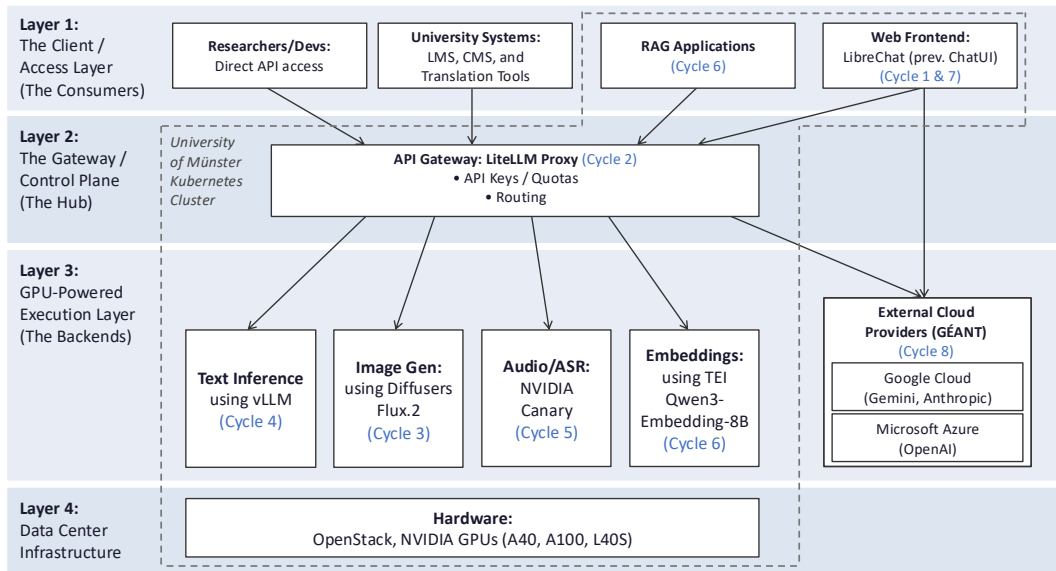 Layer 1:
The Client /
Access Layer
(The Consumers)
Researchers/Devs:
Direct API access
University Systems:
LMS, CMS, and
Translation Tools
RAG Applications
(Cycle 6)
Web Frontend:
LibreChat (prev. ChatUI)
(Cycle 1 & 7)
Layer 2:
The Gateway /
Control Plane
(The Hub)
University
of Münster
Kubernetes
Cluster
API Gateway: LiteLLM Proxy (Cycle 2)
• API Keys / Quotas
• Routing
Layer 3:
GPU-Powered
Execution Layer
(The Backends)
Text Inference
using vLLM
(Cycle 4)
Image Gen:
using Diffusers
Flux.2
(Cycle 3)
Audio/ASR:
NVIDIA
Canary
(Cycle 5)
Embeddings:
using TEI
Qwen3-
Embedding-8B
(Cycle 6)
External Cloud
Providers (GÉANT)
(Cycle 8)
Google Cloud
(Gemini, Anthropic)
Microsoft Azure
(OpenAI)
Layer 4:
Data Center
Infrastructure
Hardware:
OpenStack, NVIDIA GPUs (A40, A100, L40S)